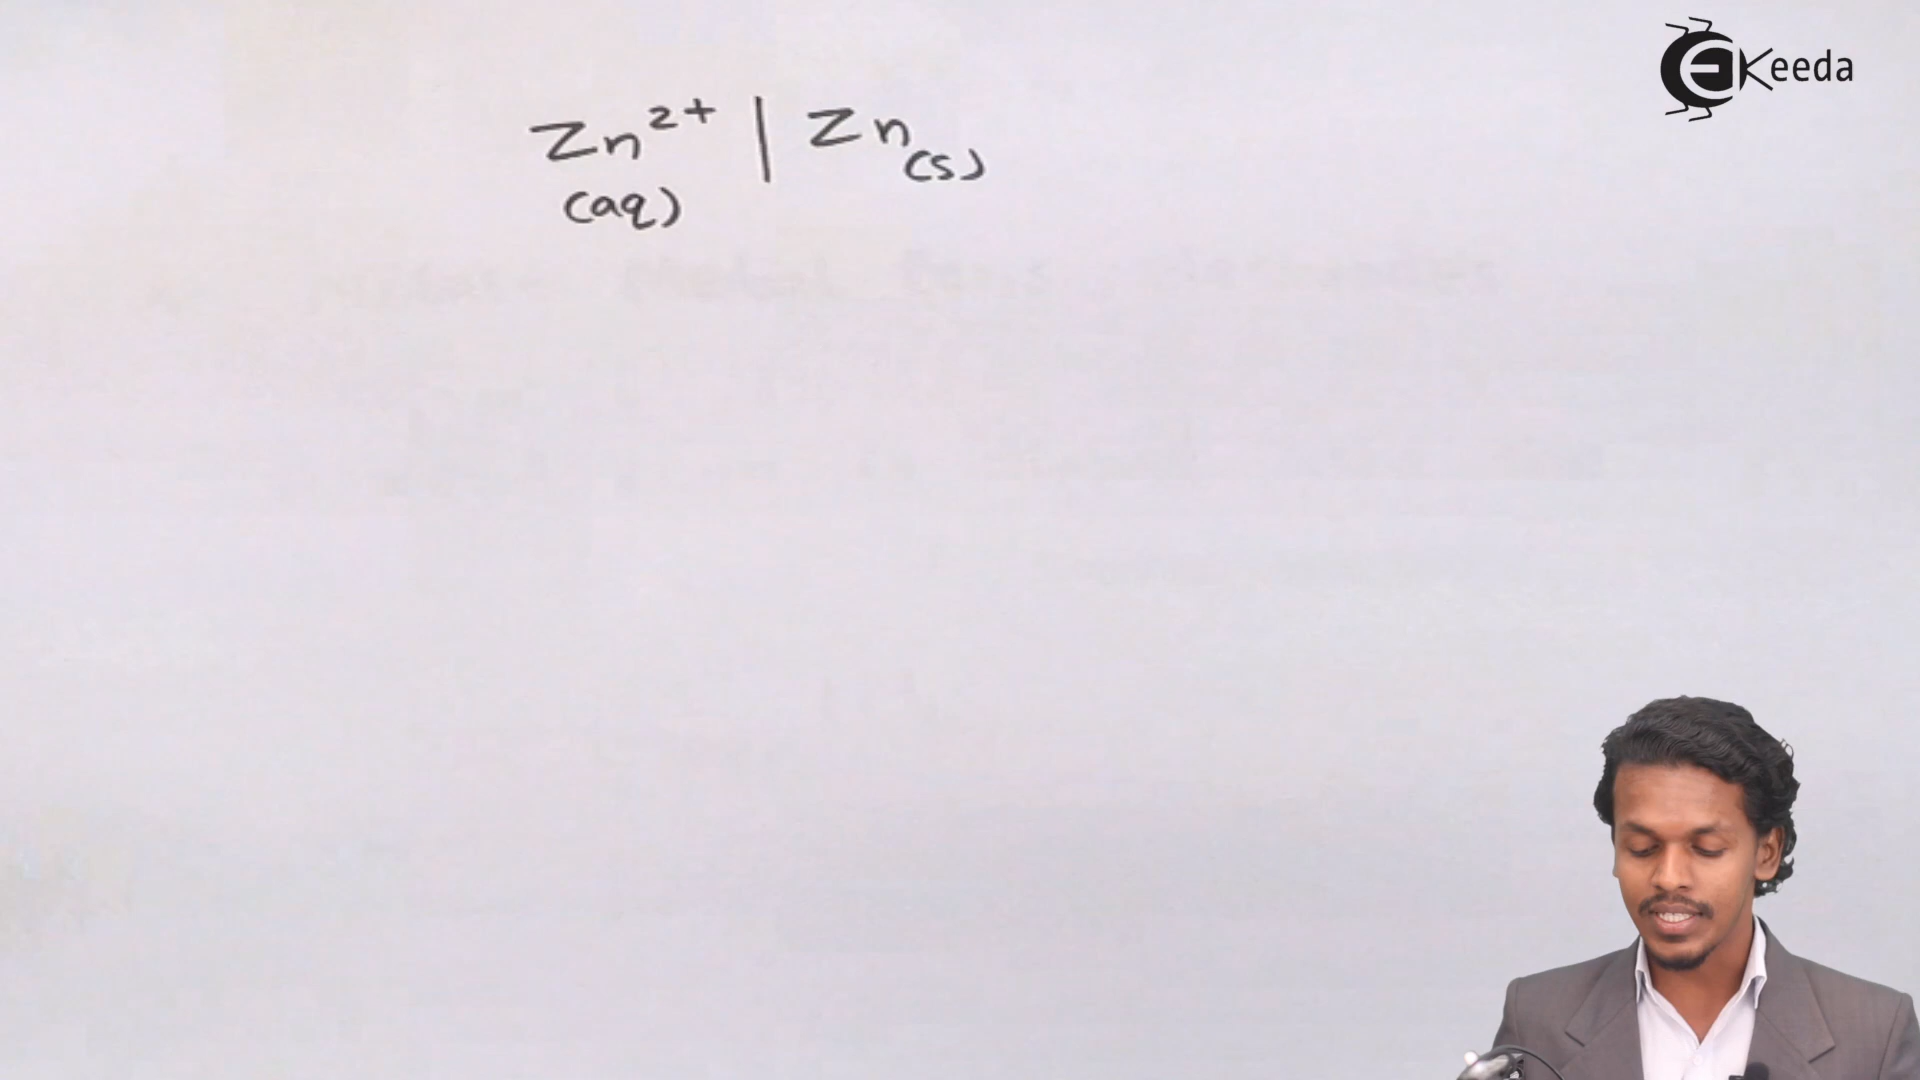 Zn²⁺ | Zn(s)
(aq)
EKeeda